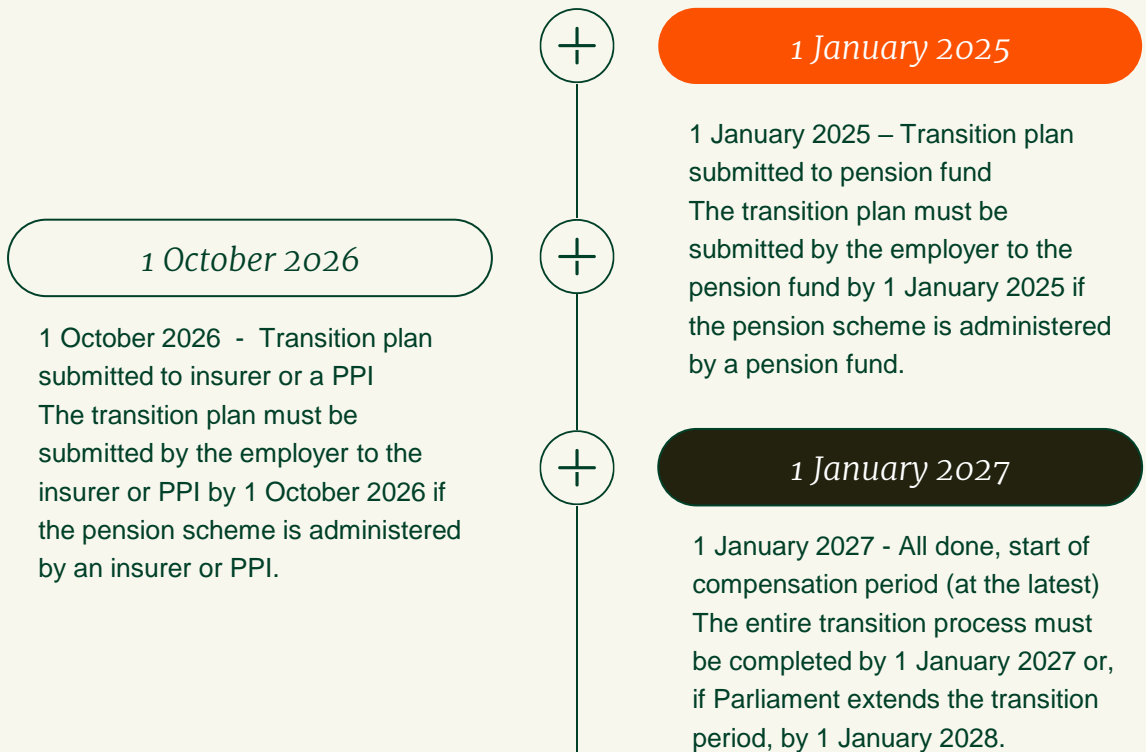 1 January 2025
1 January 2025 – Transition plan
submitted to pension fund
The transition plan must be
submitted by the employer to the
pension fund by 1 January 2025 if
the pension scheme is administered
by a pension fund.
1 October 2026
1 October 2026  -  Transition plan
submitted to insurer or a PPI
The transition plan must be
submitted by the employer to the
insurer or PPI by 1 October 2026 if
the pension scheme is administered
by an insurer or PPI.
1 January 2027
1 January 2027 - All done, start of
compensation period (at the latest)
The entire transition process must
be completed by 1 January 2027 or,
if Parliament extends the transition
period, by 1 January 2028.